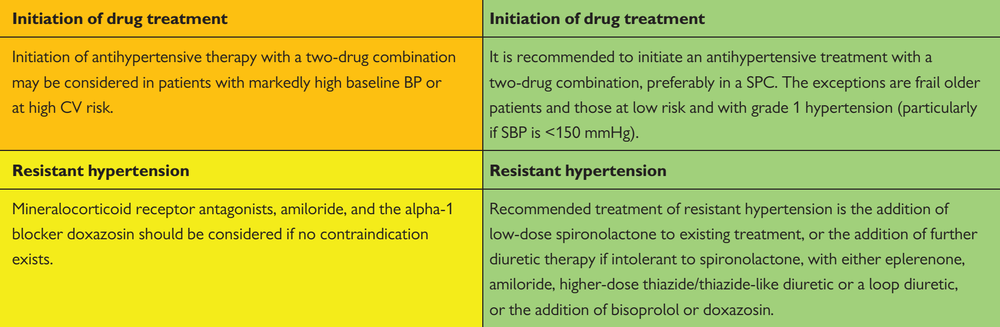 Initiation of drug treatment
Initiation of antihypertensive therapy with a two-drug combination
may be considered in patients with markedly high baseline BP or
at high CV risk.
Initiation of drug treatment
It is recommended to initiate an antihypertensive treatment with a
two-drug combination, preferably in a SPC. The exceptions are frail older
patients and those at low risk and with grade 1 hypertension (particularly
if SBP is <150 mmHg).
Resistant hypertension
Mineralocorticoid receptor antagonists, amiloride, and the alpha-1
blocker doxazosin should be considered if no contraindication
exists.
Resistant hypertension
Recommended treatment of resistant hypertension is the addition of
low-dose spironolactone to existing treatment, or the addition of further
diuretic therapy if intolerant to spironolactone, with either eplerenone,
amiloride, higher-dose thiazide/thiazide-like diuretic or a loop diuretic,
or the addition of bisoprolol or doxazosin.